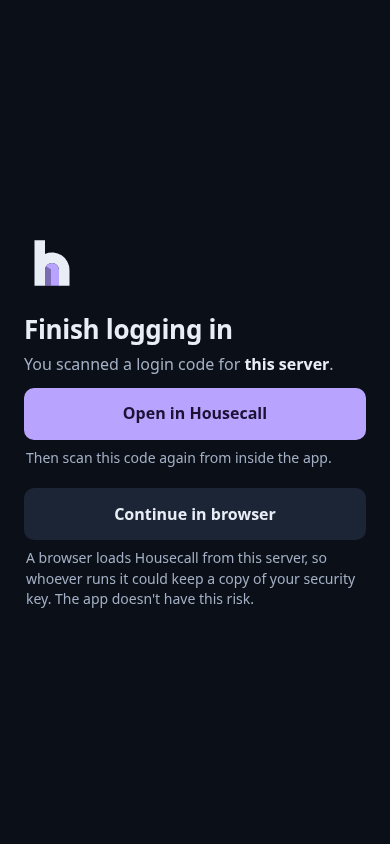 Finish logging in
You scanned a login code for this server.
Open in Housecall
Then scan this code again from inside the app.
Continue in browser
A browser loads Housecall from this server, so
whoever runs it could keep a copy of your security
key. The app doesn't have this risk.